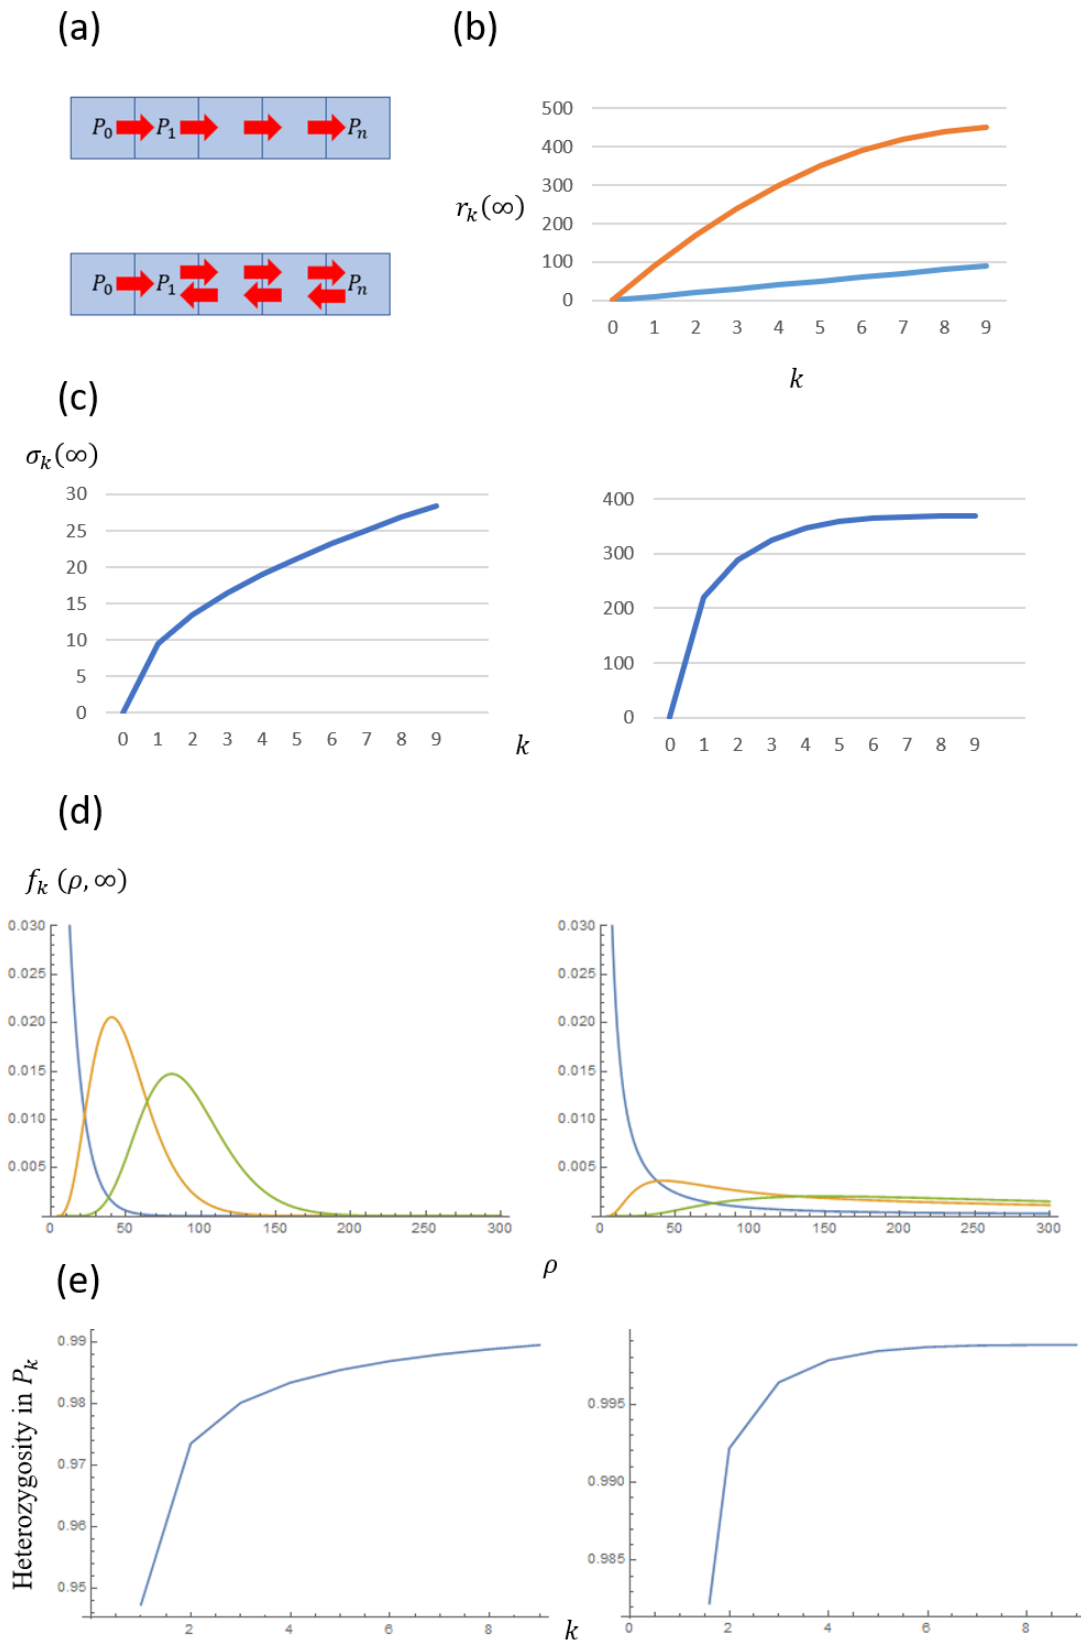 (a)
P₀ P₁ Pₙ
P₀ P₁ Pₙ
(b)
rₖ(∞)
500
400
300
200
100
0
0 1 2 3 4 5 6 7 8 9
k
(c)
σₖ(∞)
30
25
20
15
10
5
0
0 1 2 3 4 5 6 7 8 9
k
400
300
200
100
0
0 1 2 3 4 5 6 7 8 9
(d)
fₖ (ρ, ∞)
0.030
0.025
0.020
0.015
0.010
0.005
0 50 100 150 200 250 300
0.030
0.025
0.020
0.015
0.010
0.005
0 50 100 150 200 250 300
ρ
(e)
Heterozygosity in Pₖ
0.99
0.98
0.97
0.96
0.95
2 4 6 8
k
0.995
0.990
0.985
0 2 4 6 8